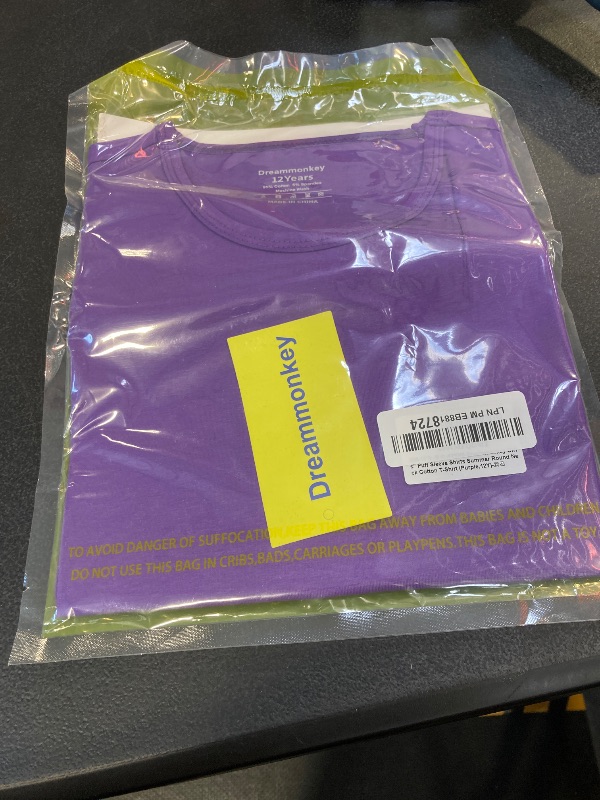 Dreammonkey
12Years
MADE IN CHINA
Dreammonkey
LPN PM EB8818724
Puff Sleeve Shirts Summer Round Ne
ck Cotton T-Shirt (Purple,12Y)
TO AVOID DANGER OF SUFFOCATION,KEEP THIS BAG AWAY FROM BABIES AND CHILDREN
DO NOT USE THIS BAG IN CRIBS,BADS,CARRIAGES OR PLAYPENS.THIS BAG IS NOT A TOY.